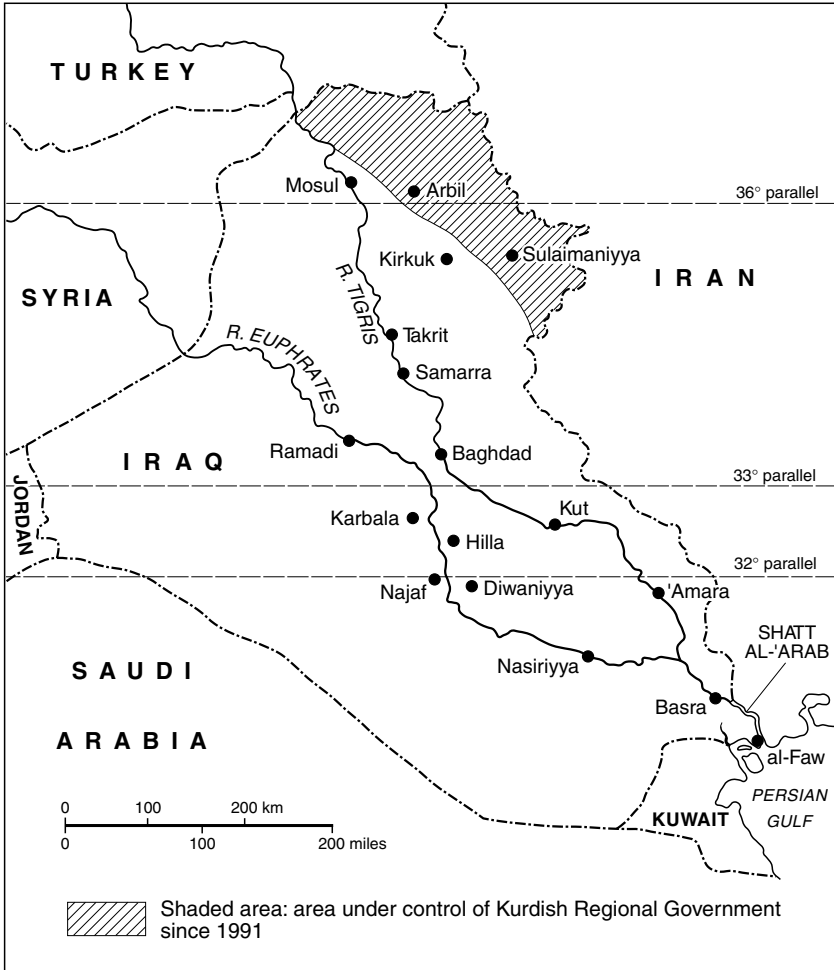 TURKEY
Mosul
Arbil
36° parallel
Kirkuk
Sulaimaniyya
IRAN
SYRIA
R. TIGRIS
R. EUPHRATES
Takrit
Samarra
Ramadi
Baghdad
IRAQ
JORDAN
33° parallel
Karbala
Kut
Hilla
32° parallel
Najaf
Diwaniyya
'Amara
SHATT
AL-'ARAB
SAUDI
ARABIA
Nasiriyya
Basra
al-Faw
PERSIAN
GULF
KUWAIT
0 100 200 km
0 100 200 miles
Shaded area: area under control of Kurdish Regional Government
since 1991